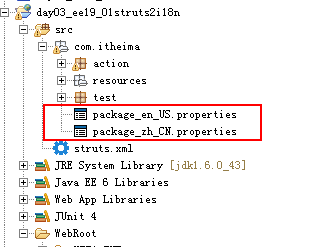 day03_ee19_01struts2i18n
src
com.itheima
action
resources
test
package_en_US.properties
package_zh_CN.properties
struts.xml
JRE System Library [jdk1.6.0_43]
Java EE 6 Libraries
Web App Libraries
JUnit 4
WebRoot